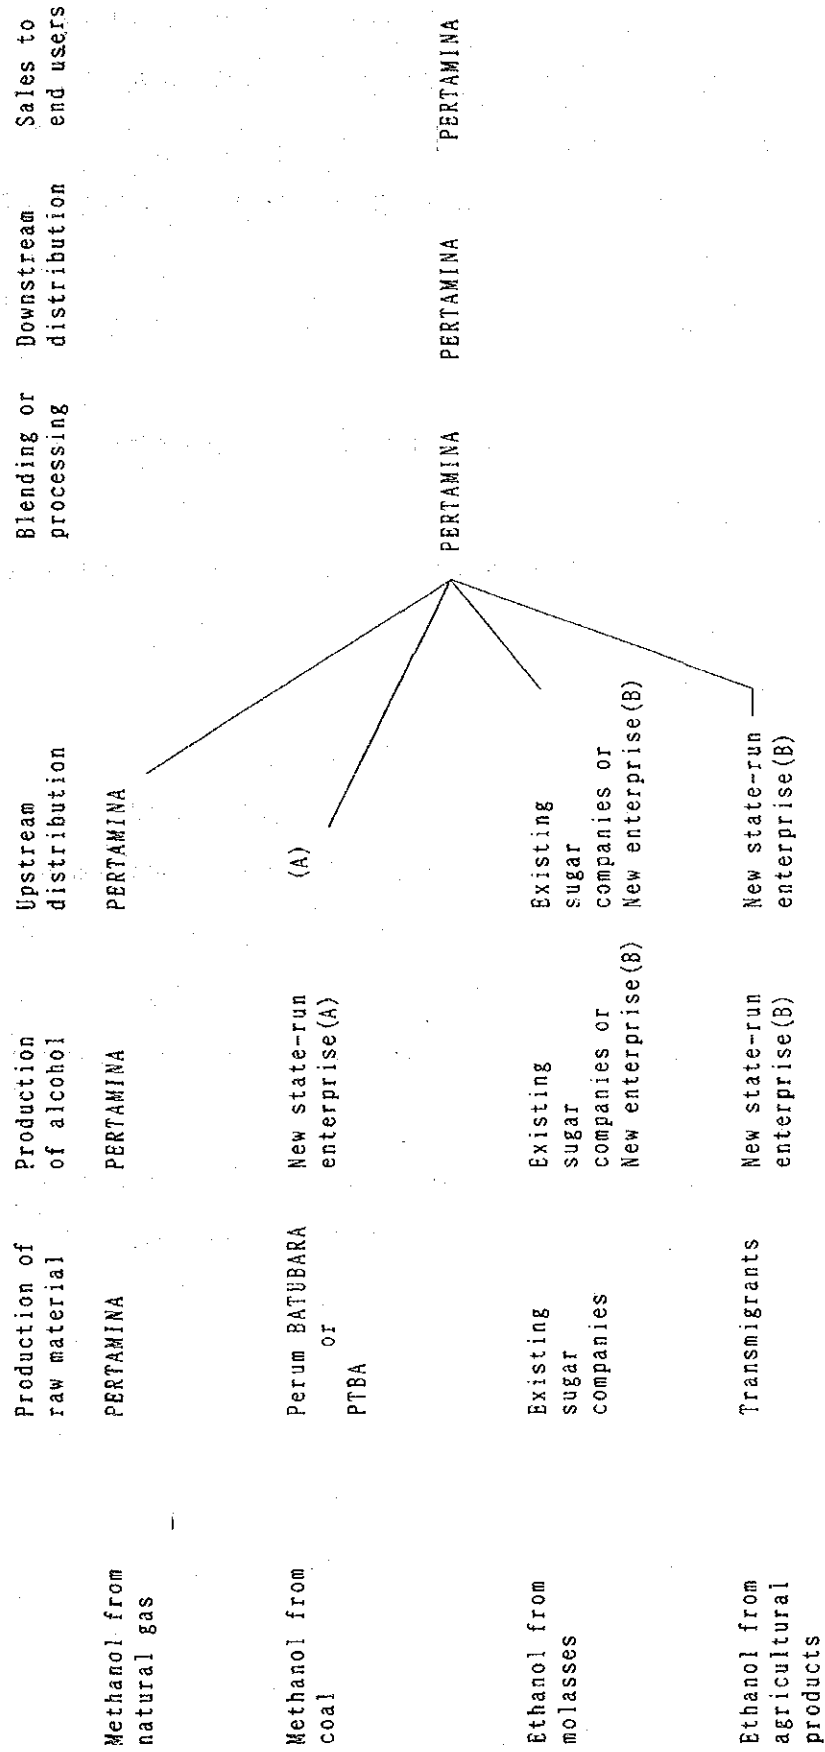 Production of
raw material
Production
of alcohol
Upstream
distribution
Blending or
processing
Downstream
distribution
Sales to
end users
Methanol from
natural gas
PERTAMINA
PERTAMINA
PERTAMINA
Methanol from
coal
Perum BATUBARA
or
PTBA
New state-run
enterprise(A)
(A)
PERTAMINA
PERTAMINA
PERTAMINA
Ethanol from
molasses
Existing
sugar
companies
Existing
sugar
companies or
New enterprise(B)
Existing
sugar
companies or
New enterprise(B)
Ethanol from
agricultural
products
Transmigrants
New state-run
enterprise(B)
New state-run
enterprise(B)